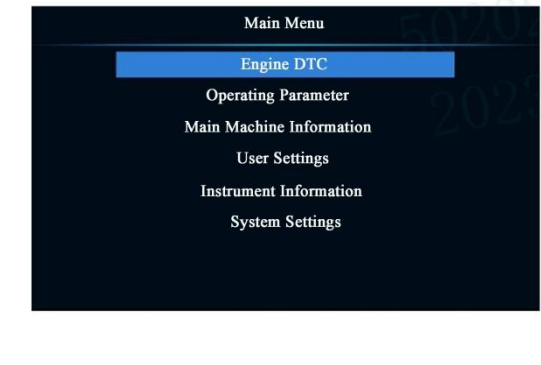 Main Menu
Engine DTC
Operating Parameter
Main Machine Information
User Settings
Instrument Information
System Settings